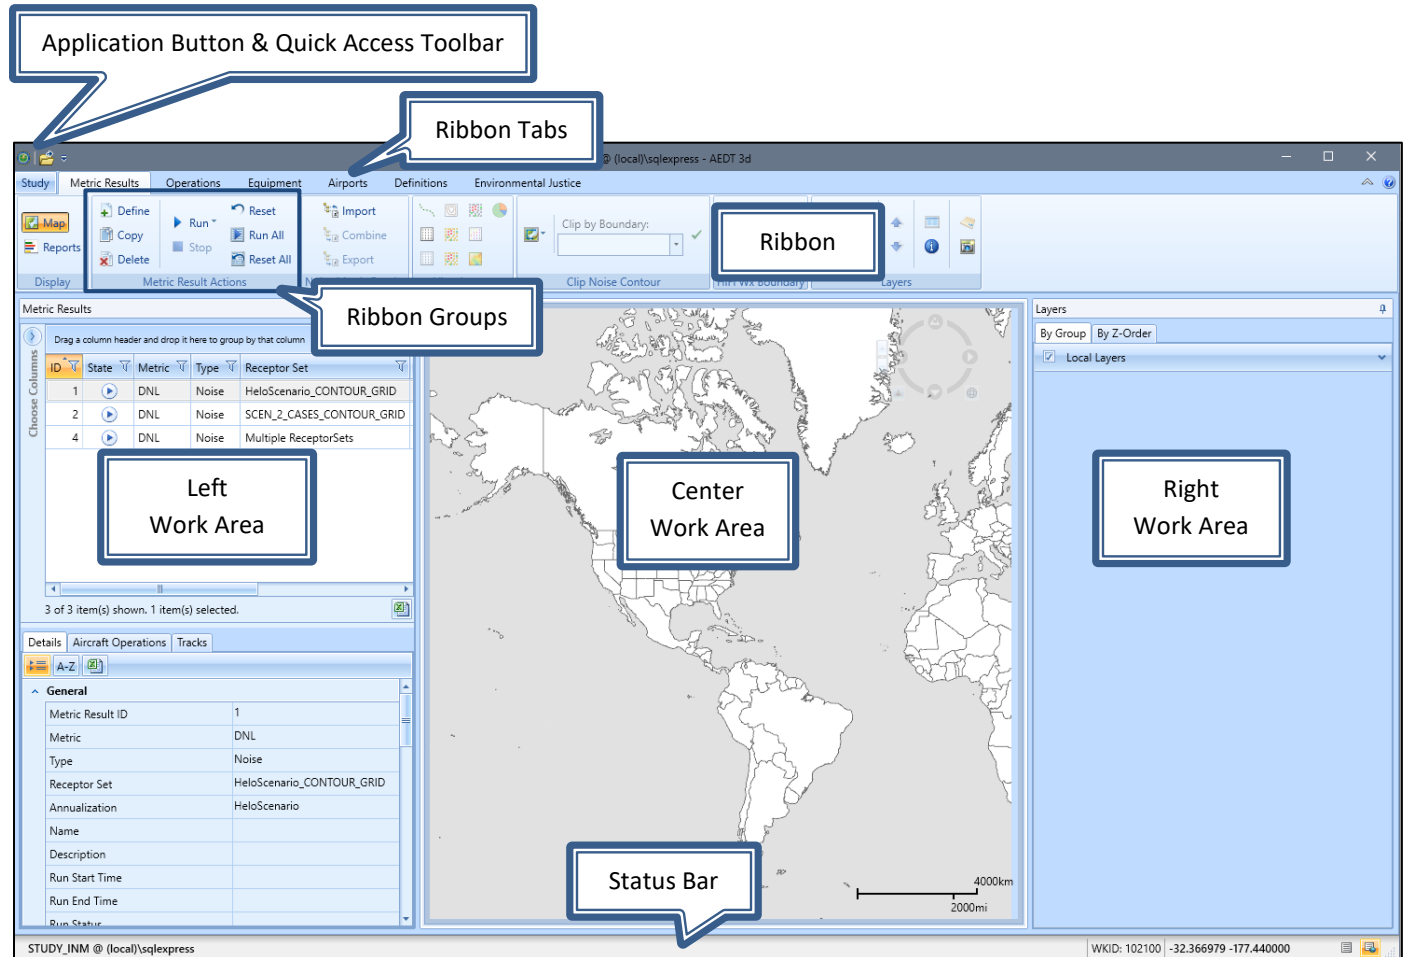 Application Button & Quick Access Toolbar
Ribbon Tabs
@ (local)\sqlexpress - AEDT 3d
Study Metric Results Operations Equipment Airports Definitions Environmental Justice
Map
Reports
Display
Define
Copy
Delete
Run
Stop
Reset
Run All
Reset All
Metric Result Actions
Import
Combine
Export
Clip by Boundary:
Clip Noise Contour
Ribbon
HiFi Wx Boundary
Layers
Ribbon Groups
Metric Results
Choose Columns
Drag a column header and drop it here to group by that column
ID State Metric Type Receptor Set
1 DNL Noise HeloScenario_CONTOUR_GRID
2 DNL Noise SCEN_2_CASES_CONTOUR_GRID
4 DNL Noise Multiple ReceptorSets
Left
Work Area
3 of 3 item(s) shown. 1 item(s) selected.
Details Aircraft Operations Tracks
A-Z
General
Metric Result ID 1
Metric DNL
Type Noise
Receptor Set HeloScenario_CONTOUR_GRID
Annualization HeloScenario
Name
Description
Run Start Time
Run End Time
Run Status
Center
Work Area
4000km
2000mi
Layers
By Group By Z-Order
Local Layers
Right
Work Area
Status Bar
STUDY_INM @ (local)\sqlexpress
WKID: 102100 -32.366979 -177.440000